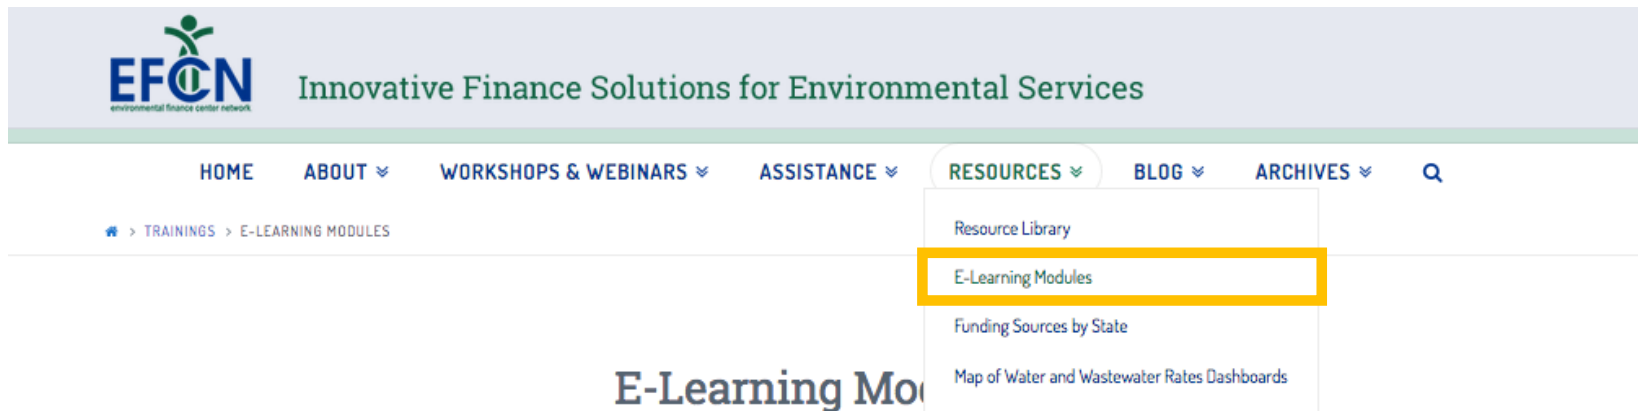 EFCN
environmental finance center network
Innovative Finance Solutions for Environmental Services
HOME ABOUT WORKSHOPS & WEBINARS ASSISTANCE RESOURCES BLOG ARCHIVES
> TRAININGS > E-LEARNING MODULES
Resource Library
E-Learning Modules
Funding Sources by State
Map of Water and Wastewater Rates Dashboards
E-Learning Mo